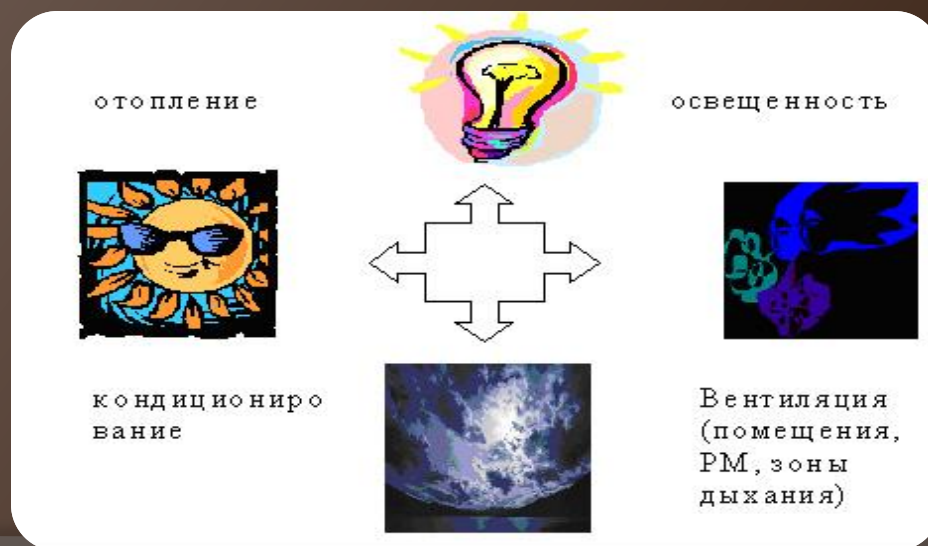 отопление
освещенность
кондициониро
вание
Вентиляция
(помещения,
РМ, зоны
дыхания)